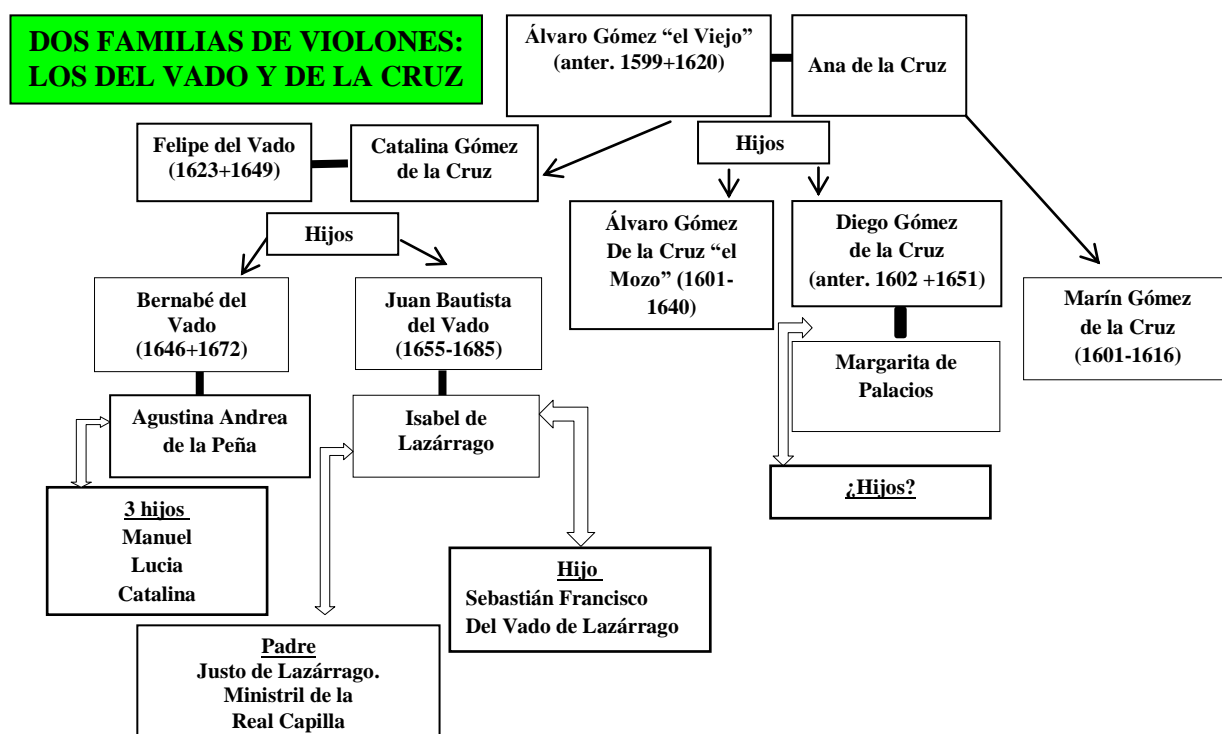 DOS FAMILIAS DE VIOLONES:
LOS DEL VADO Y DE LA CRUZ
Álvaro Gómez “el Viejo”
(anter. 1599+1620)
Ana de la Cruz
Felipe del Vado
(1623+1649)
Catalina Gómez
de la Cruz
Hijos
Álvaro Gómez
De la Cruz “el
Mozo” (1601-
1640)
Diego Gómez
de la Cruz
(anter. 1602 +1651)
Marín Gómez
de la Cruz
(1601-1616)
Hijos
Bernabé del
Vado
(1646+1672)
Juan Bautista
del Vado
(1655-1685)
Margarita de
Palacios
Agustina Andrea
de la Peña
Isabel de
Lazárrago
¿Hijos?
3 hijos
Manuel
Lucia
Catalina
Hijo
Sebastián Francisco
Del Vado de Lazárrago
Padre
Justo de Lazárrago.
Ministril de la
Real Capilla